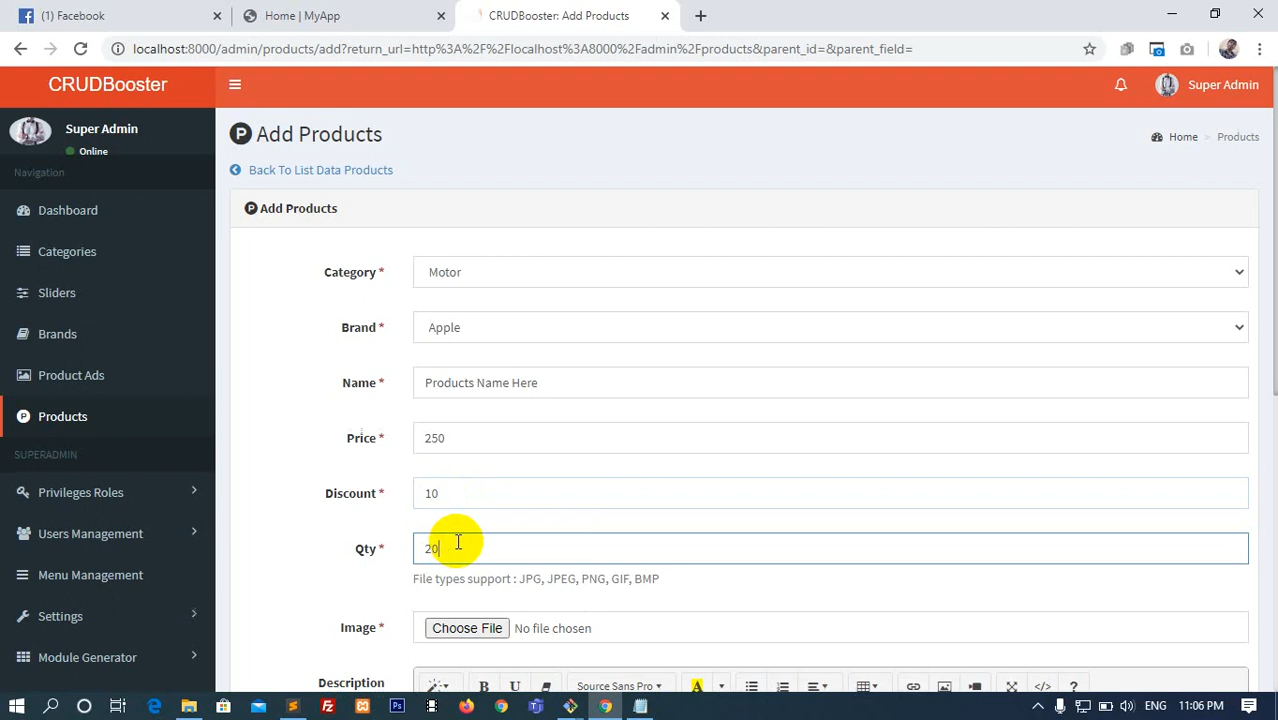 (1) Facebook
Home | MyApp
CRUDBooster: Add Products
localhost:8000/admin/products/add?return_url=http%3A%2F%2Flocalhost%3A8000%2Fadmin%2Fproducts&parent_id=&parent_field=
CRUDBooster
Super Admin
Super Admin
Online
Navigation
Dashboard
Categories
Sliders
Brands
Product Ads
Products
SUPERADMIN
Privileges Roles
Users Management
Menu Management
Settings
Module Generator
Add Products
Home > Products
Back To List Data Products
Add Products
Category * Motor
Brand * Apple
Name * Products Name Here
Price * 250
Discount * 10
Qty * 20
File types support : JPG, JPEG, PNG, GIF, BMP
Image * Choose File No file chosen
Description
B U Source Sans Pro A </> ?
11:06 PM